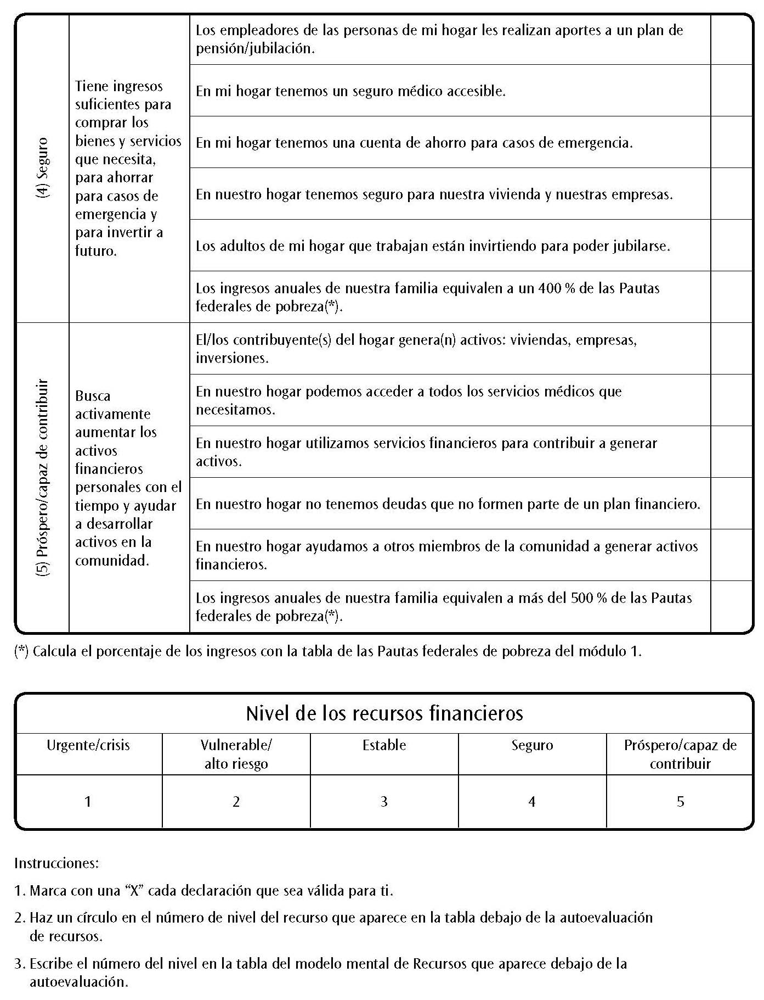 (4) Seguro
Tiene ingresos
suficientes para
comprar los
bienes y servicios
que necesita,
para ahorrar
para casos de
emergencia y
para invertir a
futuro.
Los empleadores de las personas de mi hogar les realizan aportes a un plan de
pensión/jubilación.
En mi hogar tenemos un seguro médico accesible.
En mi hogar tenemos una cuenta de ahorro para casos de emergencia.
En nuestro hogar tenemos seguro para nuestra vivienda y nuestras empresas.
Los adultos de mi hogar que trabajan están invirtiendo para poder jubilarse.
Los ingresos anuales de nuestra familia equivalen a un 400 % de las Pautas
federales de pobreza(*).
(5) Próspero/capaz de contribuir
Busca
activamente
aumentar los
activos
financieros
personales con el
tiempo y ayudar
a desarrollar
activos en la
comunidad.
El/los contribuyente(s) del hogar genera(n) activos: viviendas, empresas,
inversiones.
En nuestro hogar podemos acceder a todos los servicios médicos que
necesitamos.
En nuestro hogar utilizamos servicios financieros para contribuir a generar
activos.
En nuestro hogar no tenemos deudas que no formen parte de un plan financiero.
En nuestro hogar ayudamos a otros miembros de la comunidad a generar activos
financieros.
Los ingresos anuales de nuestra familia equivalen a más del 500 % de las Pautas
federales de pobreza(*).
(*) Calcula el porcentaje de los ingresos con la tabla de las Pautas federales de pobreza del módulo 1.
Nivel de los recursos financieros
Urgente/crisis
Vulnerable/
alto riesgo
Estable
Seguro
Próspero/capaz de
contribuir
1
2
3
4
5
Instrucciones:
1. Marca con una “X” cada declaración que sea válida para ti.
2. Haz un círculo en el número de nivel del recurso que aparece en la tabla debajo de la autoevaluación
de recursos.
3. Escribe el número del nivel en la tabla del modelo mental de Recursos que aparece debajo de la
autoevaluación.